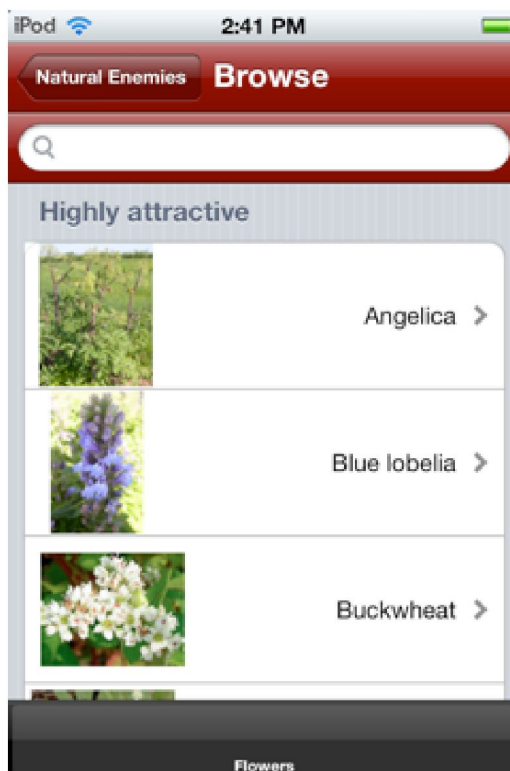 iPod 2:41 PM
Natural Enemies Browse
Highly attractive
Angelica
Blue lobelia
Buckwheat
Flowers